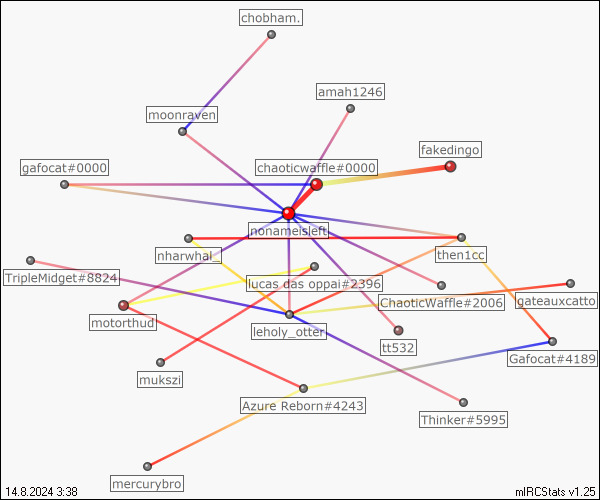 chobham.
amah1246
moonraven
fakedingo
gafocat#0000
chaoticwaffle#0000
nonameisleft
nharwhal_
then1cc
TripleMidget#8824
lucas das oppai#2396
ChaoticWaffle#2006
gateauxcatto
motorthud
leholy_otter
tt532
Gafocat#4189
mukszi
Azure Reborn#4243
Thinker#5995
mercurybro
14.8.2024 3:38
mIRCStats v1.25